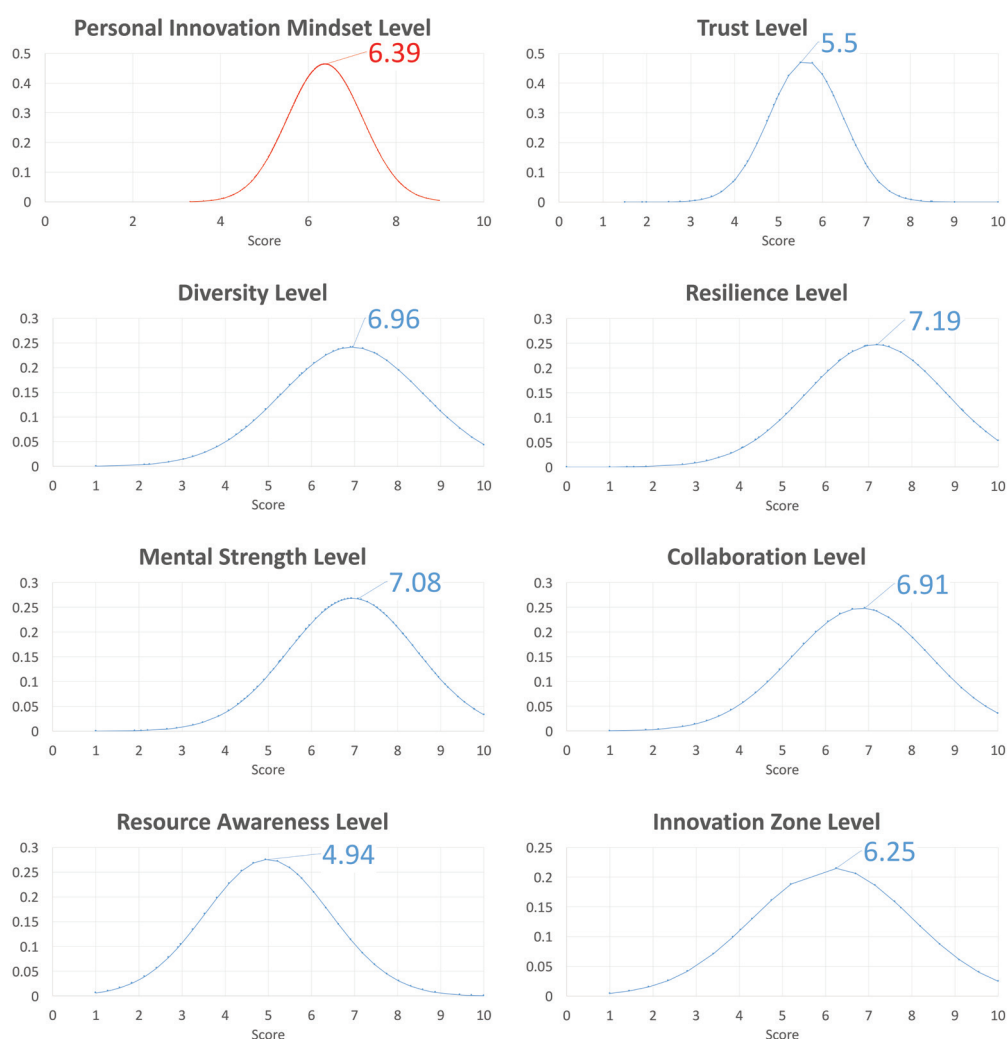 Personal Innovation Mindset Level
6.39
0.5
0.4
0.3
0.2
0.1
0
0 2 4 6 8 10
Score
Trust Level
5.5
0.5
0.4
0.3
0.2
0.1
0
0 1 2 3 4 5 6 7 8 9 10
Score
Diversity Level
6.96
0.3
0.25
0.2
0.15
0.1
0.05
0
0 1 2 3 4 5 6 7 8 9 10
Score
Resilience Level
7.19
0.3
0.25
0.2
0.15
0.1
0.05
0
0 1 2 3 4 5 6 7 8 9 10
Score
Mental Strength Level
7.08
0.3
0.25
0.2
0.15
0.1
0.05
0
0 1 2 3 4 5 6 7 8 9 10
Score
Collaboration Level
6.91
0.3
0.25
0.2
0.15
0.1
0.05
0
0 1 2 3 4 5 6 7 8 9 10
Score
Resource Awareness Level
4.94
0.3
0.25
0.2
0.15
0.1
0.05
0
0 1 2 3 4 5 6 7 8 9 10
Score
Innovation Zone Level
6.25
0.25
0.2
0.15
0.1
0.05
0
0 1 2 3 4 5 6 7 8 9 10
Score